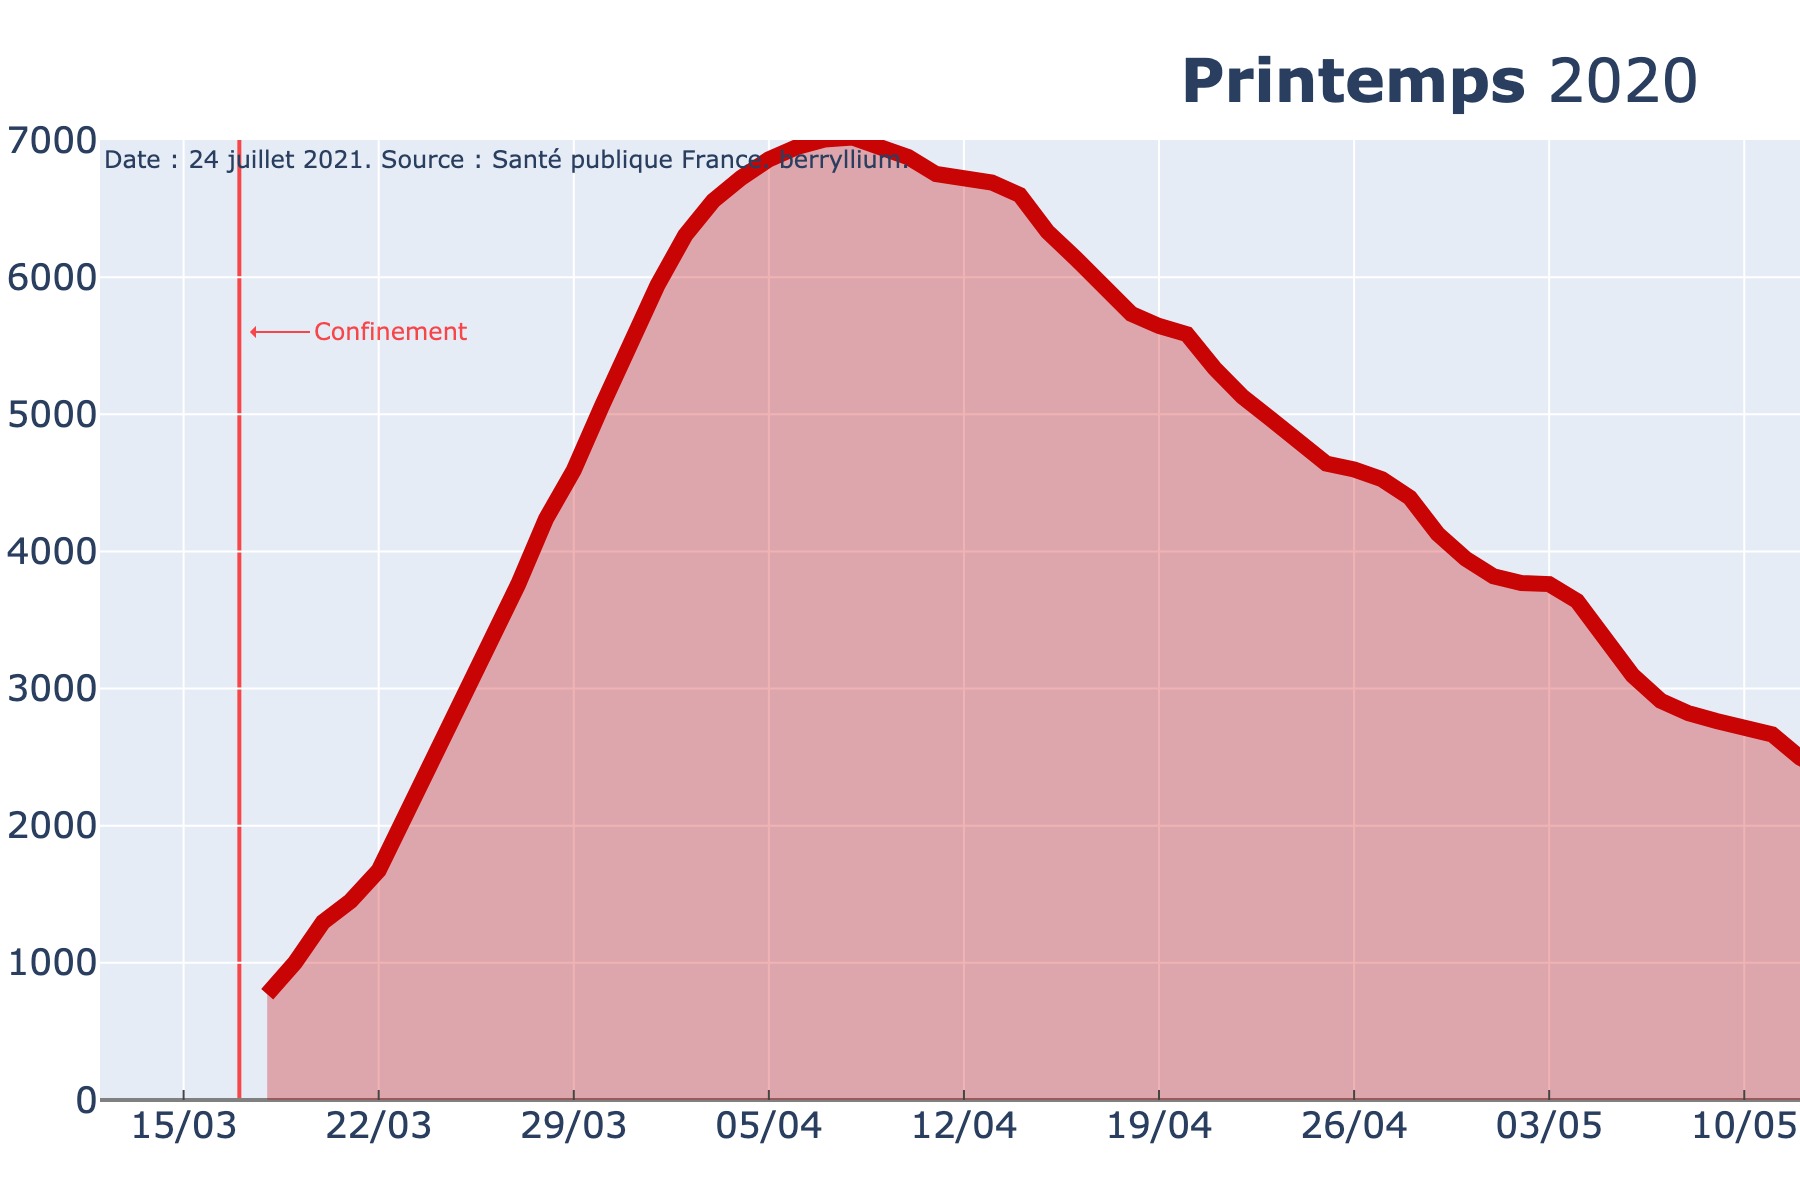 Printemps 2020
7000
Date : 24 juillet 2021. Source : Santé publique France. berryllium.
6000
Confinement
5000
4000
3000
2000
1000
0
15/03 22/03 29/03 05/04 12/04 19/04 26/04 03/05 10/05